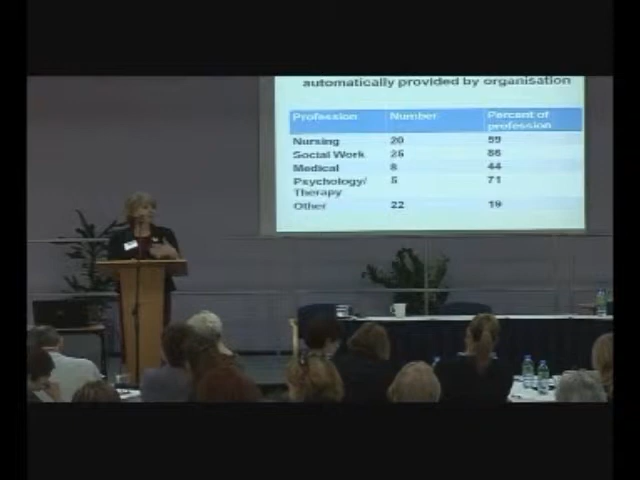 automatically provided by organisation
Profession Number Percent of
profession
Nursing 20 59
Social Work 25 86
Medical 8 44
Psychology/ 5 71
Therapy
Other 22 19